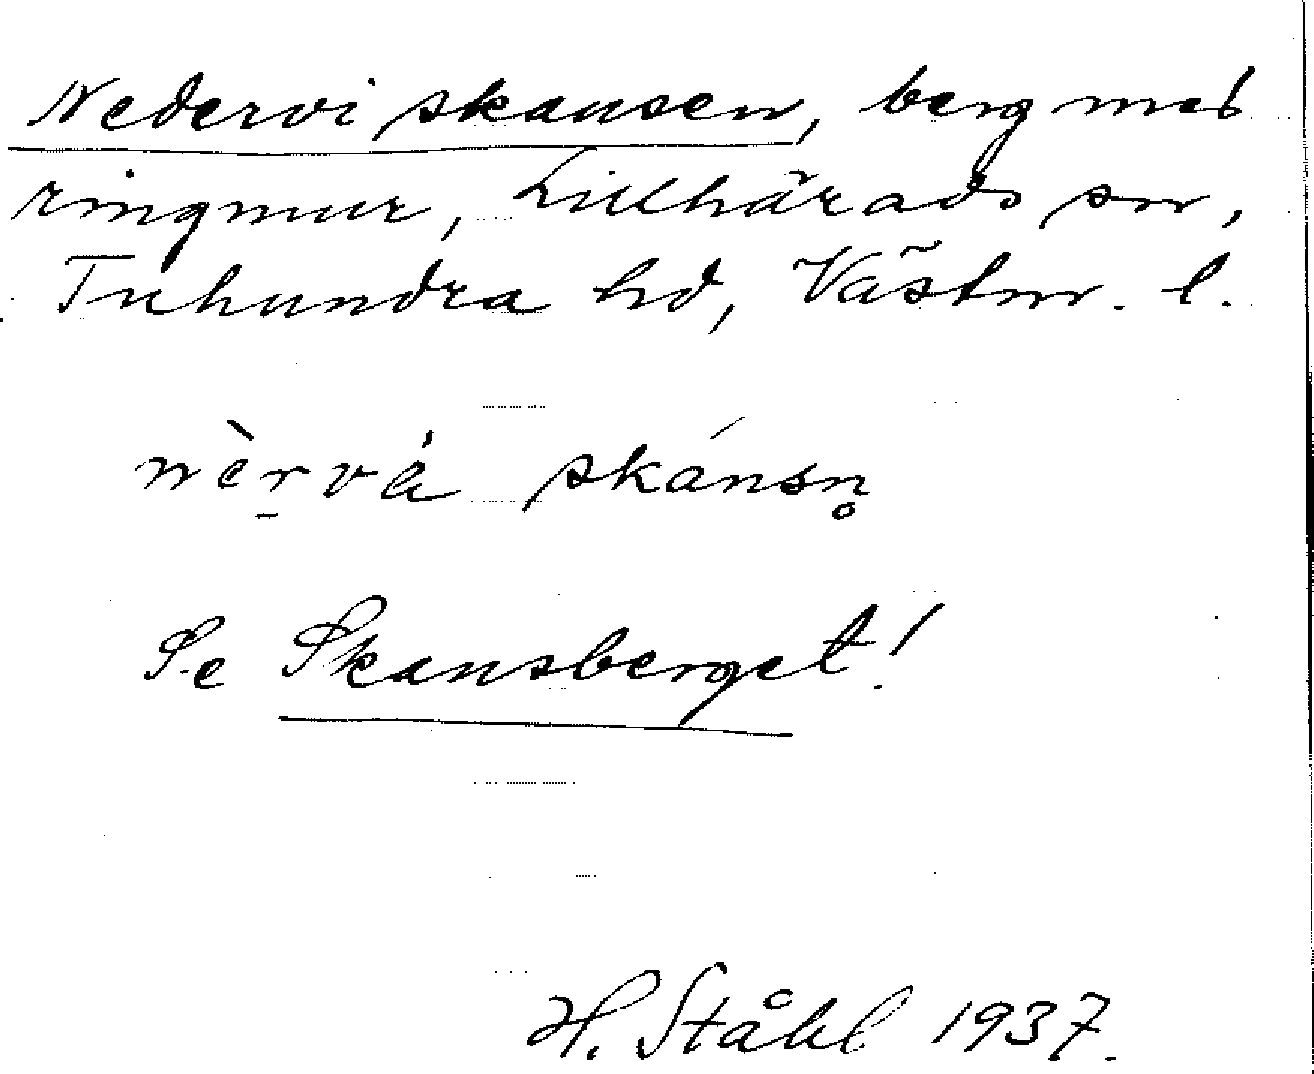 Nedervi skansen, berg med
ringmur, Lillhärads sn,
Tuhundra hd, Västm. l.
nèrvá skánsn̥
Se Skansberget!
H. Ståhl 1937.